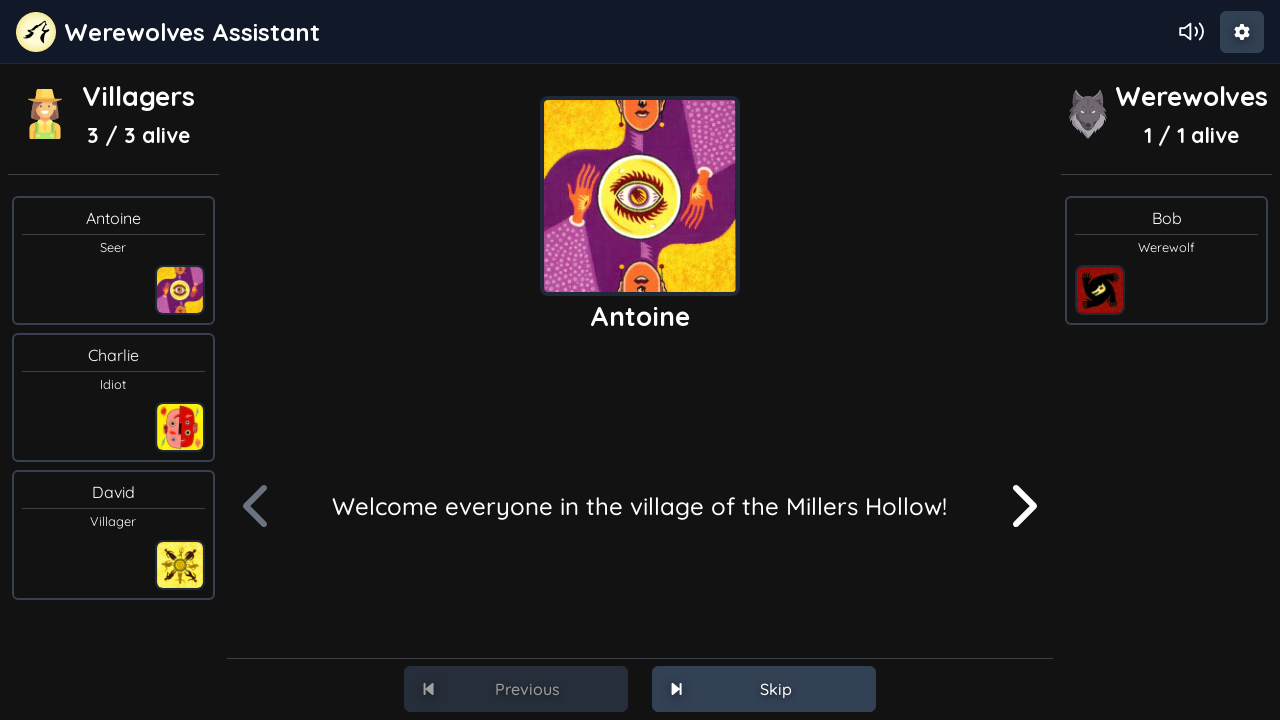 Werewolves Assistant
Villagers
3 / 3 alive
Antoine
Seer
Charlie
Idiot
David
Villager
Antoine
Welcome everyone in the village of the Millers Hollow!
Previous
Skip
Werewolves
1 / 1 alive
Bob
Werewolf